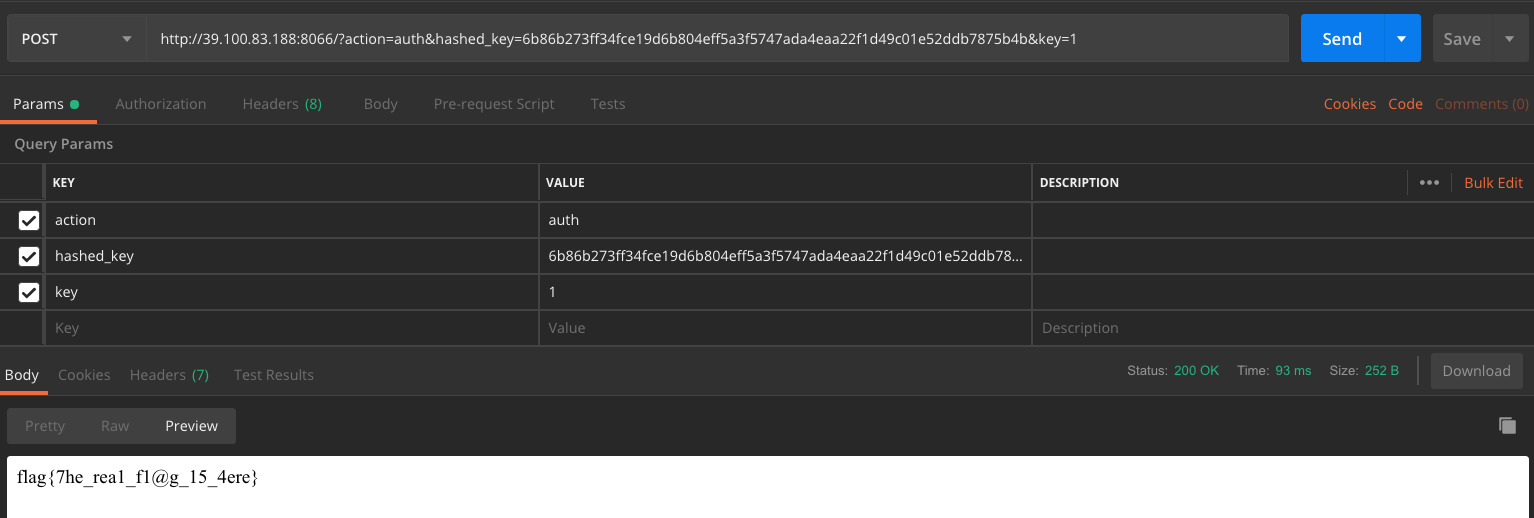 POST http://39.100.83.188:8066/?action=auth&hashed_key=6b86b273ff34fce19d6b804eff5a3f5747ada4eaa22f1d49c01e52ddb7875b4b&key=1 Send Save
Params Authorization Headers (8) Body Pre-request Script Tests Cookies Code Comments (0)
Query Params
KEY VALUE DESCRIPTION ••• Bulk Edit
action auth
hashed_key 6b86b273ff34fce19d6b804eff5a3f5747ada4eaa22f1d49c01e52ddb78...
key 1
Key Value Description
Body Cookies Headers (7) Test Results Status: 200 OK Time: 93 ms Size: 252 B Download
Pretty Raw Preview
flag{7he_rea1_f1@g_15_4ere}